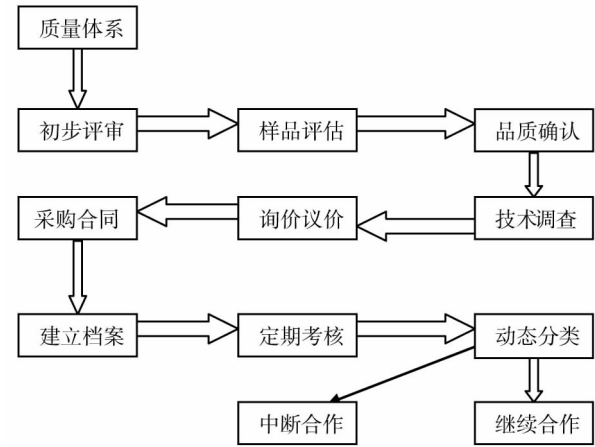 质量体系
初步评审
样品评估
品质确认
采购合同
询价议价
技术调查
建立档案
定期考核
动态分类
中断合作
继续合作